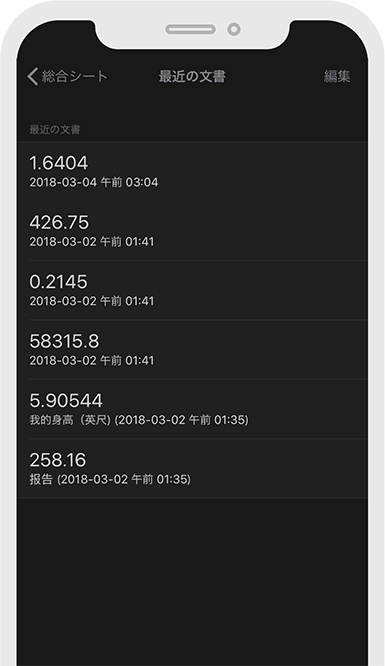 総合シート 最近の文書 編集
最近の文書
1.6404
2018-03-04 午前 03:04
426.75
2018-03-02 午前 01:41
0.2145
2018-03-02 午前 01:41
58315.8
2018-03-02 午前 01:41
5.90544
我的身高（英尺) (2018-03-02 午前 01:35)
258.16
报告 (2018-03-02 午前 01:35)